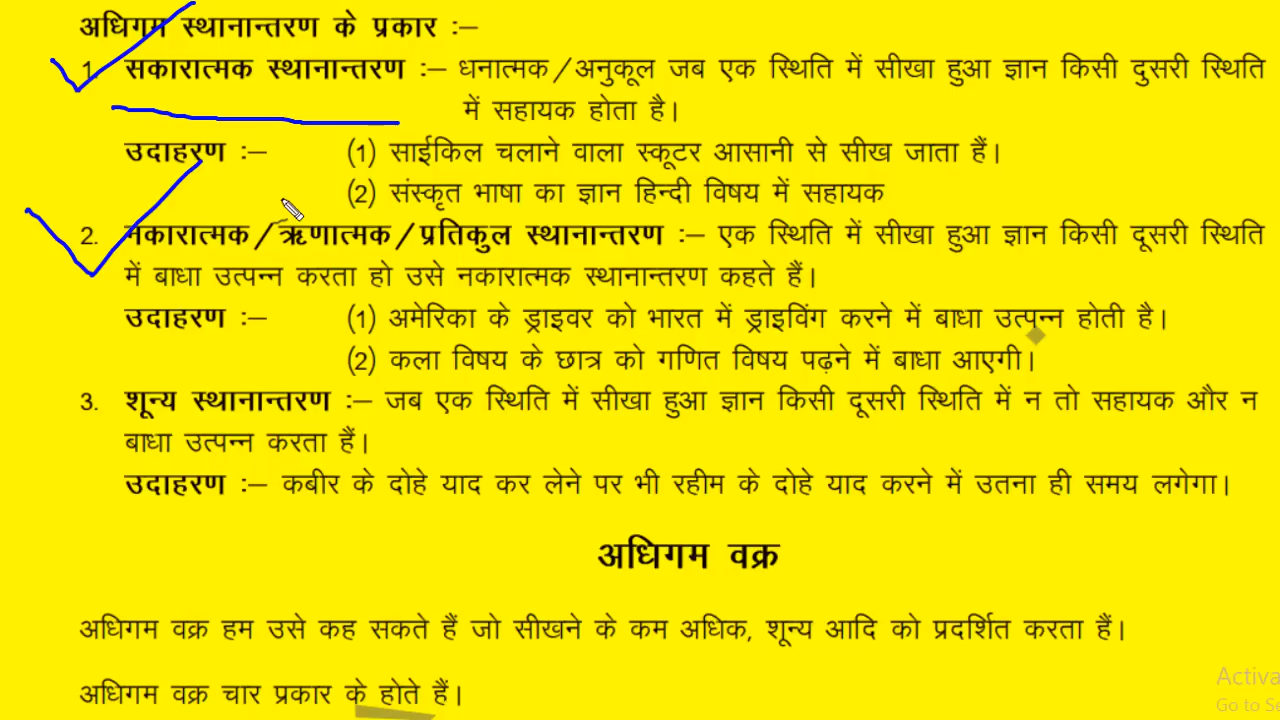 अधिगम स्थानान्तरण के प्रकार :–
1. सकारात्मक स्थानान्तरण :– धनात्मक/अनुकूल जब एक स्थिति में सीखा हुआ ज्ञान किसी दुसरी स्थिति
में सहायक होता है।
उदाहरण :– (1) साईकिल चलाने वाला स्कूटर आसानी से सीख जाता हैं।
(2) संस्कृत भाषा का ज्ञान हिन्दी विषय में सहायक
2. नकारात्मक/ऋणात्मक/प्रतिकुल स्थानान्तरण :– एक स्थिति में सीखा हुआ ज्ञान किसी दूसरी स्थिति
में बाधा उत्पन्न करता हो उसे नकारात्मक स्थानान्तरण कहते हैं।
उदाहरण :– (1) अमेरिका के ड्राइवर को भारत में ड्राइविंग करने में बाधा उत्पन्न होती है।
(2) कला विषय के छात्र को गणित विषय पढ़ने में बाधा आएगी।
3. शून्य स्थानान्तरण :– जब एक स्थिति में सीखा हुआ ज्ञान किसी दूसरी स्थिति में न तो सहायक और न
बाधा उत्पन्न करता हैं।
उदाहरण :– कबीर के दोहे याद कर लेने पर भी रहीम के दोहे याद करने में उतना ही समय लगेगा।
अधिगम वक्र
अधिगम वक्र हम उसे कह सकते हैं जो सीखने के कम अधिक, शून्य आदि को प्रदर्शित करता हैं।
Activa
अधिगम वक्र चार प्रकार के होते हैं।
Go to Se